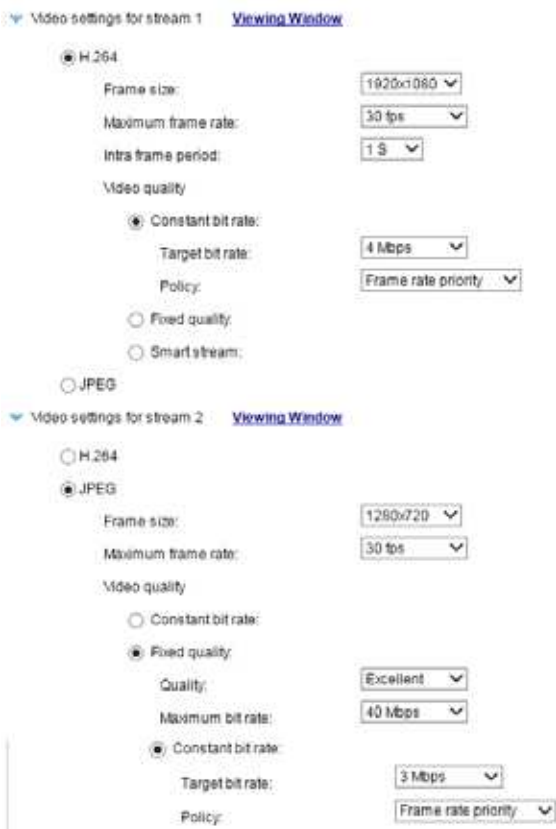 Video settings for stream 1 Viewing Window
H.264
Frame size: 1920x1080
Maximum frame rate: 30 fps
Intra frame period: 1 S
Video quality
Constant bit rate:
Target bit rate: 4 Mbps
Policy: Frame rate priority
Fixed quality:
Smart stream:
JPEG
Video settings for stream 2 Viewing Window
H.264
JPEG
Frame size: 1280x720
Maximum frame rate: 30 fps
Video quality
Constant bit rate:
Fixed quality:
Quality: Excellent
Maximum bit rate: 40 Mbps
Constant bit rate:
Target bit rate: 3 Mbps
Policy: Frame rate priority